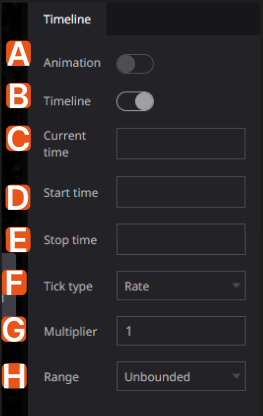 Timeline
A Animation
B Timeline
C Current
time
D Start time
E Stop time
F Tick type Rate
G Multiplier 1
H Range Unbounded